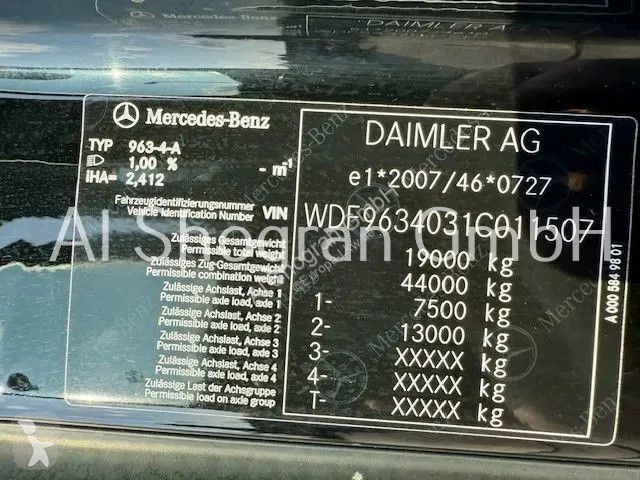 Mercedes-Benz
DAIMLER AG
TYP 963-4-A
1,00 % - m-1
iHA= 2,412
e1*2007/46*0727
Fahrzeugidentifizierungsnummer
Vehicle Identification Number VIN
Al Shogran GmbH
Zulässiges Gesamtgewicht
Permissible total weight 19000 kg
Zulässiges Zug-Gesamtgewicht
Permissible combination weight 44000 kg
Zulässige Achslast, Achse 1
Permissible axle load, axle 1 1- 7500 kg
Zulässige Achslast, Achse 2
Permissible axle load, axle 2 2- 13000 kg
Zulässige Achslast, Achse 3
Permissible axle load, axle 3 3- XXXXX kg
Zulässige Achslast, Achse 4
Permissible axle load, axle 4 4- XXXXX kg
Zulässige Last der Achsgruppe
Permissible load on axle group T- XXXXX kg
A 000 584 98 01